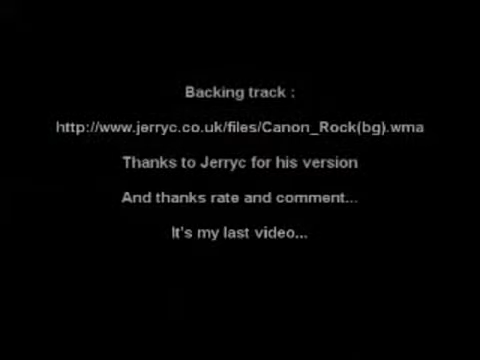 Backing track :
http://www.jerryc.co.uk/files/Canon_Rock(bg).wma
Thanks to Jerryc for his version
And thanks rate and comment...
It's my last video...